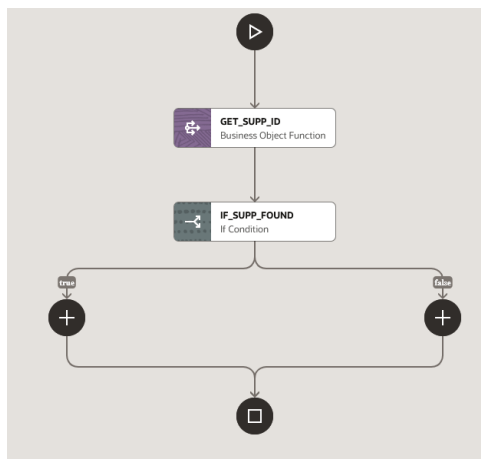 GET_SUPP_ID
Business Object Function
IF_SUPP_FOUND
If Condition
true
false